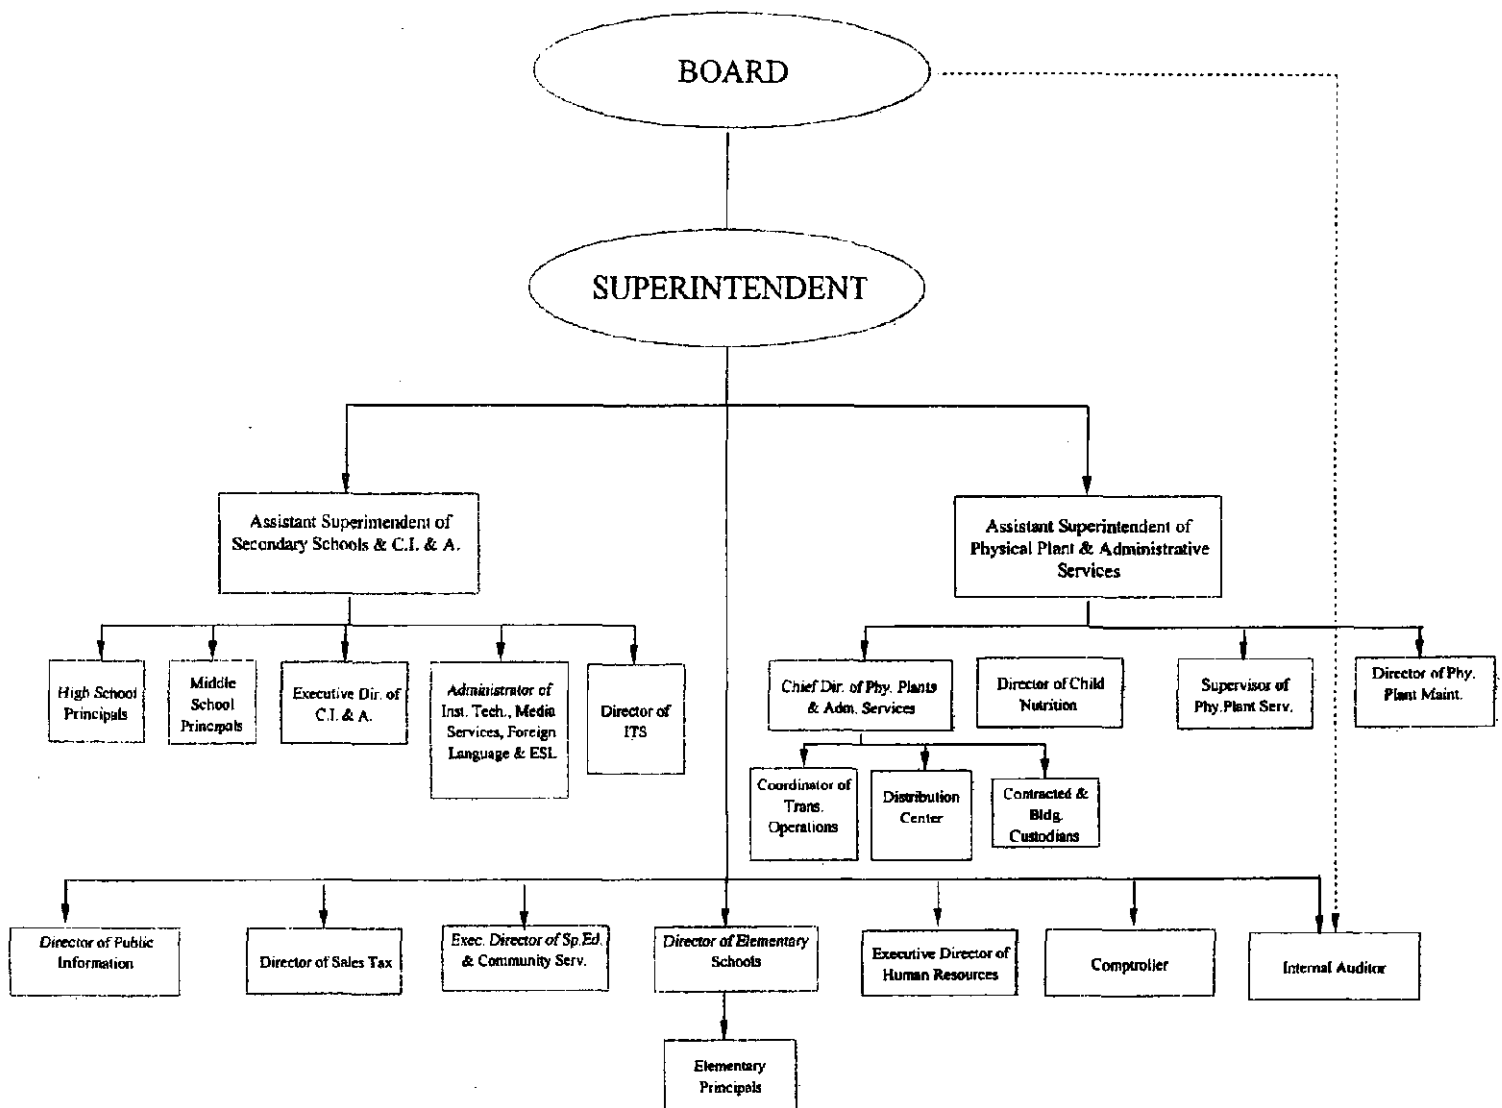 BOARD
SUPERINTENDENT
Assistant Superintendent of
Secondary Schools & C.I. & A.
Assistant Superintendent of
Physical Plant & Administrative
Services
High School
Principals
Middle
School
Principals
Executive Dir. of
C.I. & A.
Administrator of
Inst. Tech., Media
Services, Foreign
Language & ESL
Director of
ITS
Chief Dir. of Phy. Plants
& Adm. Services
Director of Child
Nutrition
Supervisor of
Phy.Plant Serv.
Director of Phy.
Plant Maint.
Coordinator of
Trans.
Operations
Distribution
Center
Contracted &
Bldg.
Custodians
Director of Public
Information
Director of Sales Tax
Exec. Director of Sp.Ed.
& Community Serv.
Director of Elementary
Schools
Executive Director of
Human Resources
Comptroller
Internal Auditor
Elementary
Principals